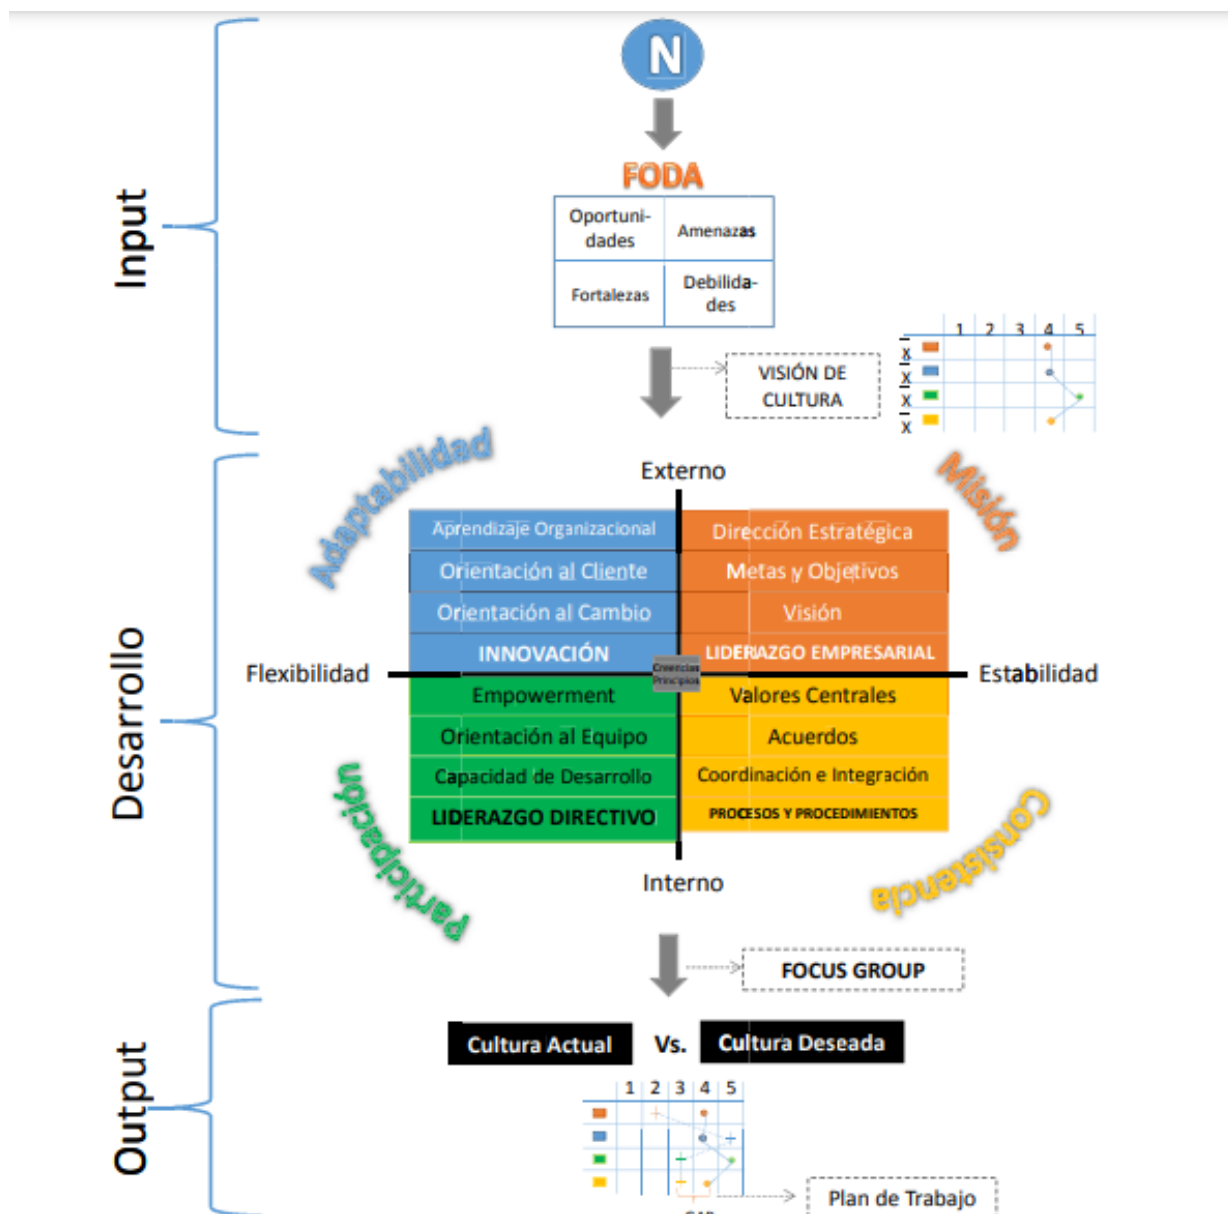 Input
N
FODA
Oportuni-
dades
Amenazas
Fortalezas
Debilida-
des
VISIÓN DE
CULTURA
1 2 3 4 5
X
X
X
X
Desarrollo
Adaptabilidad
Misión
Externo
Aprendizaje Organizacional
Dirección Estratégica
Orientación al Cliente
Metas y Objetivos
Orientación al Cambio
Visión
INNOVACIÓN
LIDERAZGO EMPRESARIAL
Flexibilidad
Creencias
Principios
Estabilidad
Empowerment
Valores Centrales
Orientación al Equipo
Acuerdos
Capacidad de Desarrollo
Coordinación e Integración
LIDERAZGO DIRECTIVO
PROCESOS Y PROCEDIMIENTOS
Participación
Consistencia
Interno
FOCUS GROUP
Output
Cultura Actual
Vs.
Cultura Deseada
1 2 3 4 5
Plan de Trabajo